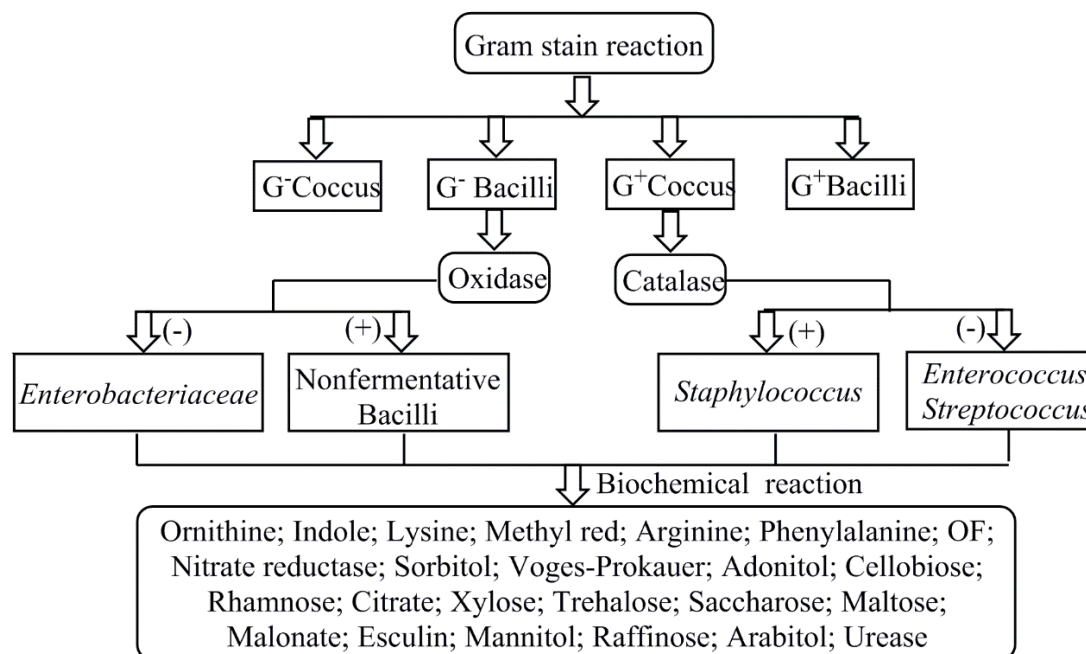 Gram stain reaction
G⁻Coccus
G⁻ Bacilli
G⁺Coccus
G⁺Bacilli
Oxidase
Catalase
(-)
(+)
(+)
(-)
Enterobacteriaceae
Nonfermentative
Bacilli
Staphylococcus
Enterococcus
Streptococcus
Biochemical reaction
Ornithine; Indole; Lysine; Methyl red; Arginine; Phenylalanine; OF;
Nitrate reductase; Sorbitol; Voges-Prokauer; Adonitol; Cellobiose;
Rhamnose; Citrate; Xylose; Trehalose; Saccharose; Maltose;
Malonate; Esculin; Mannitol; Raffinose; Arabitol; Urease